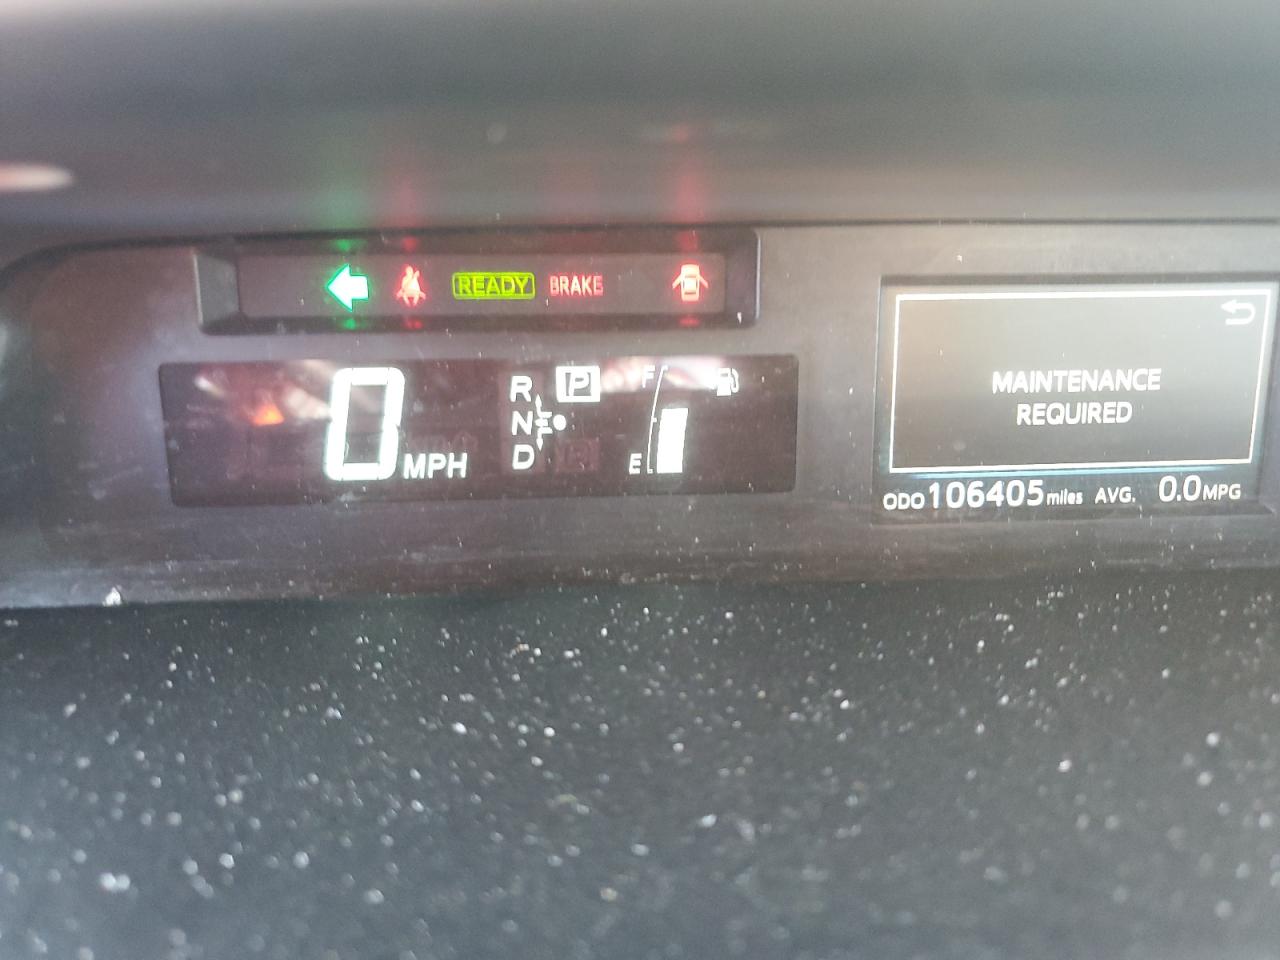 READY BRAKE
0 MPH
R P
N
D
F
E
MAINTENANCE
REQUIRED
ODO 106405 miles AVG. 0.0 MPG